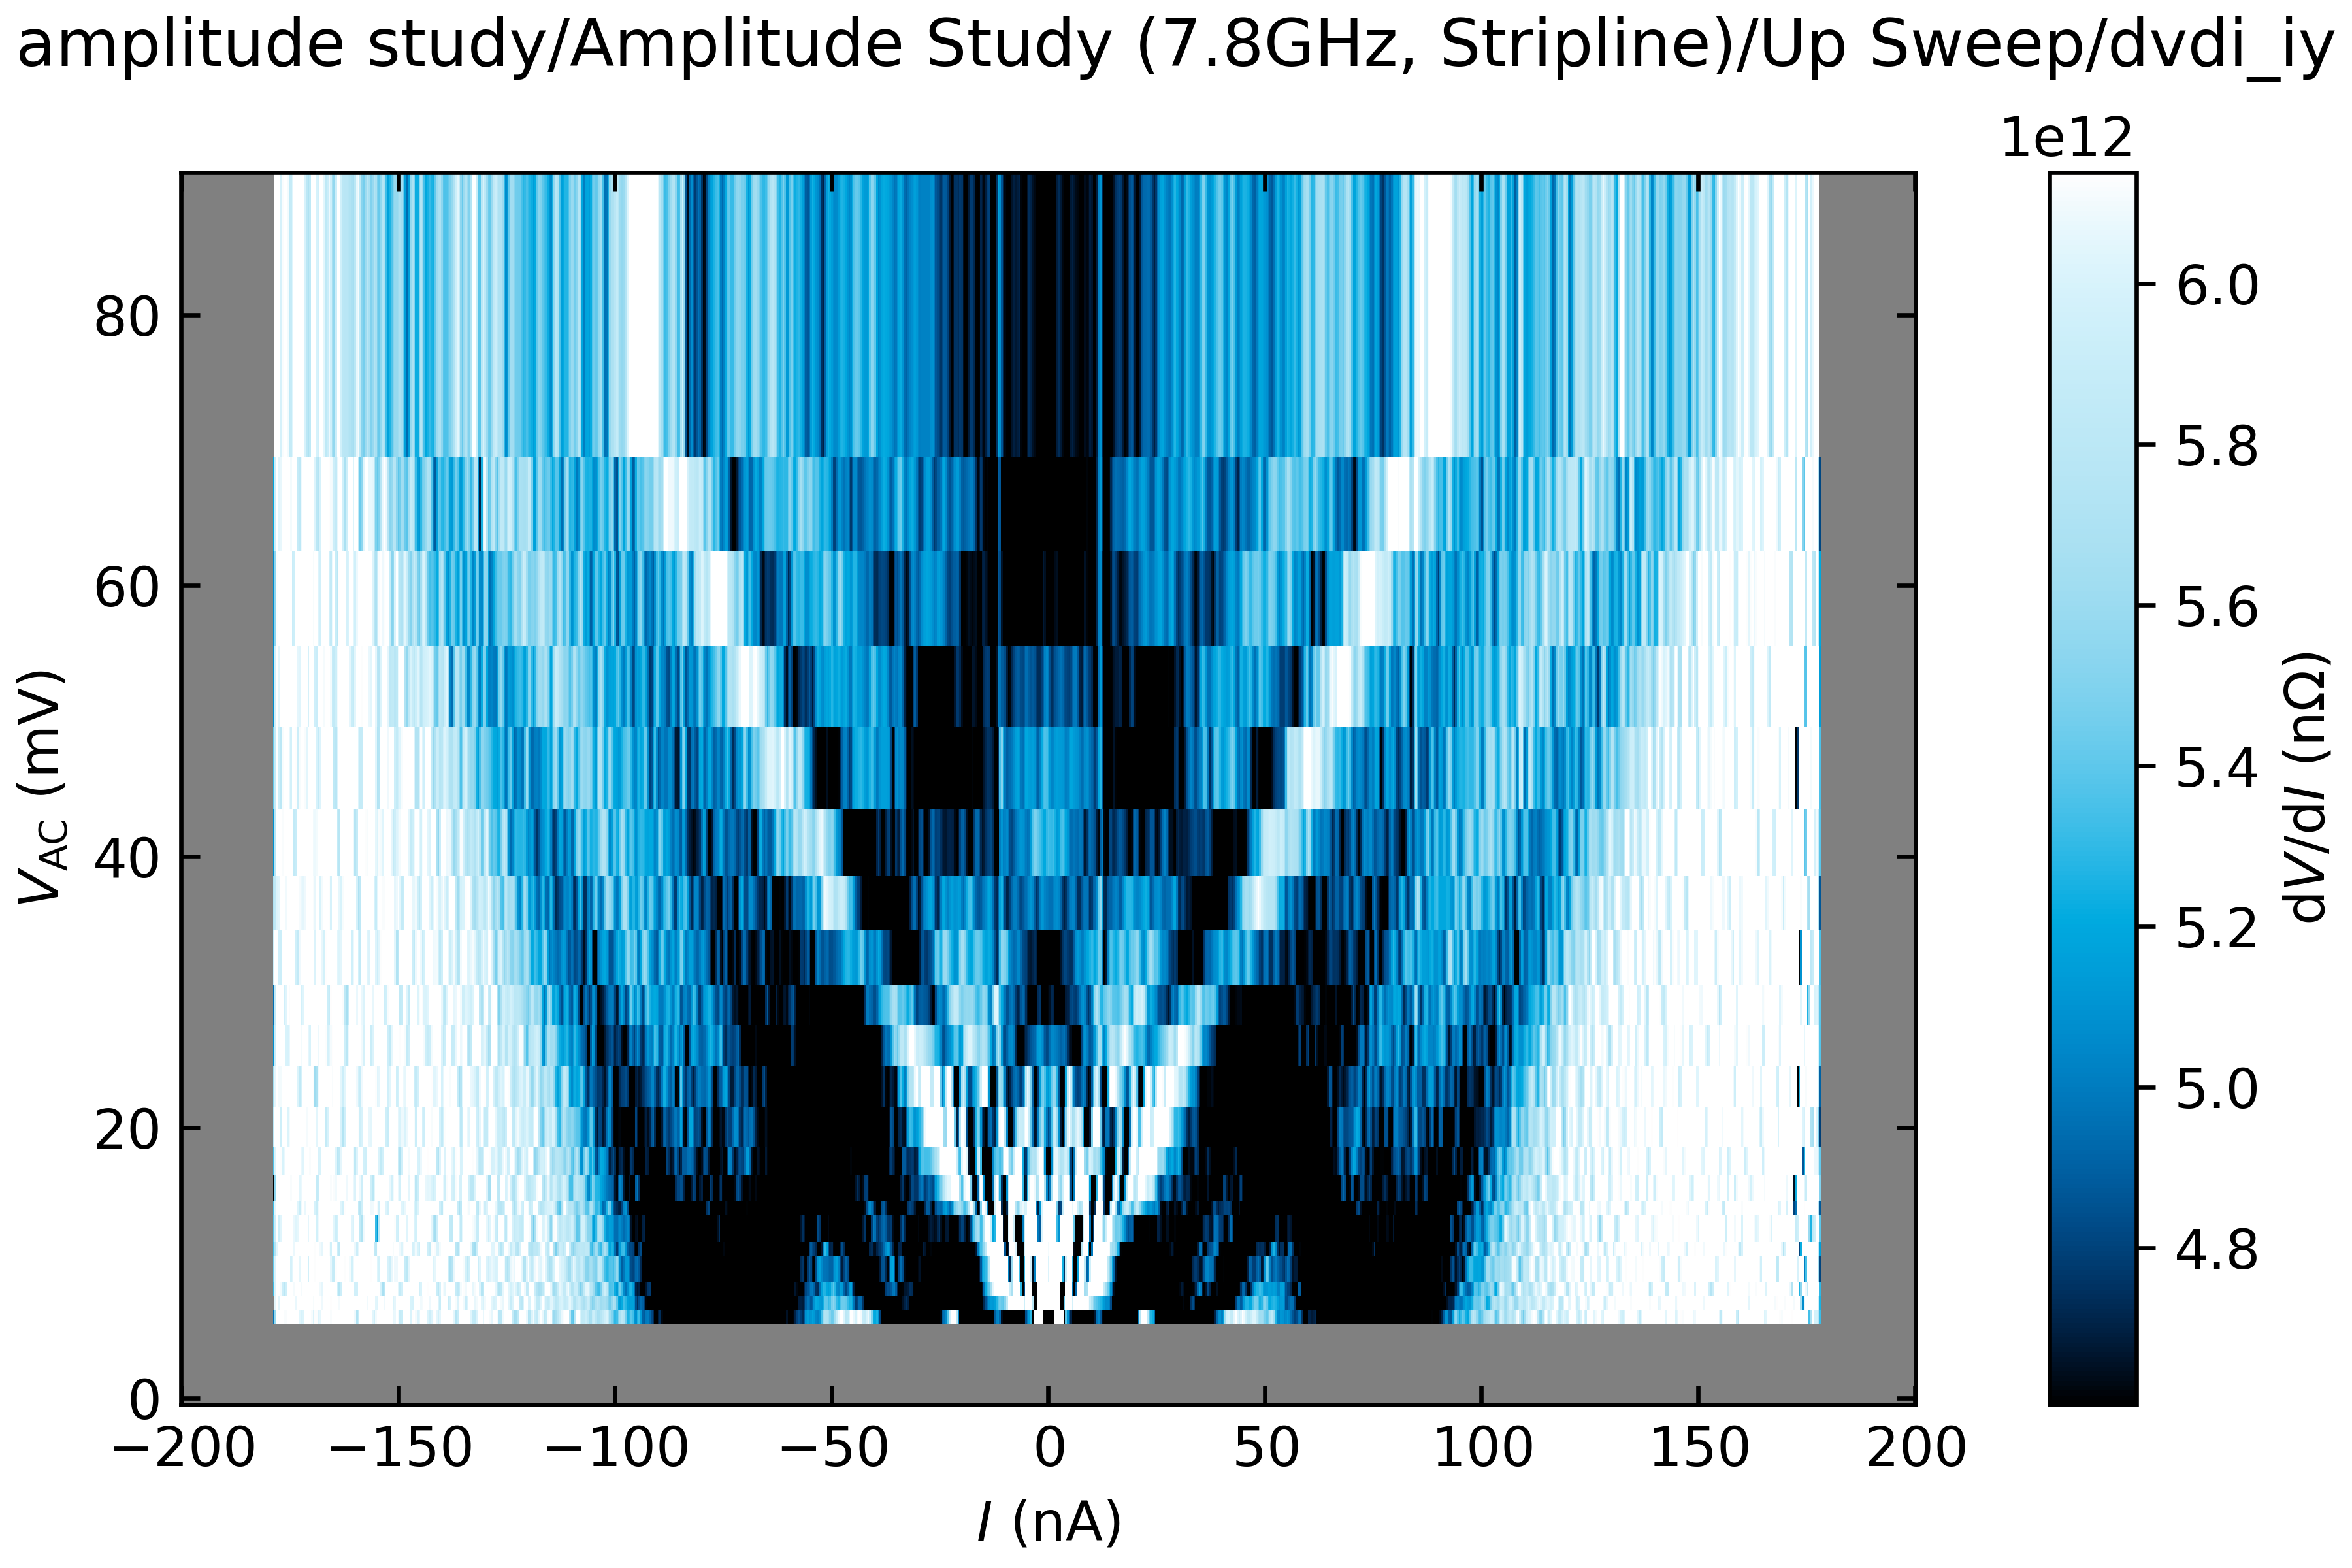 amplitude study/Amplitude Study (7.8GHz, Stripline)/Up Sweep/dvdi_iy
1e12
80
60
40
20
0
V_AC (mV)
−200 −150 −100 −50 0 50 100 150 200
I (nA)
6.0
5.8
5.6
5.4
5.2
5.0
4.8
dV/dI (nΩ)